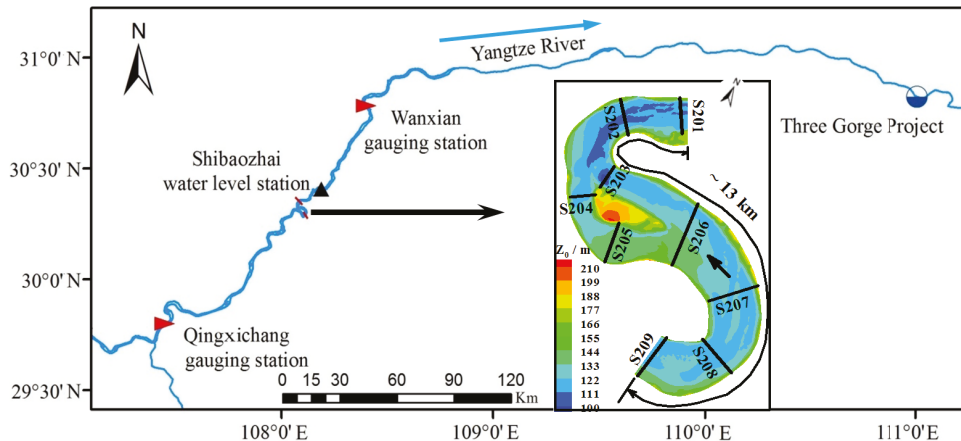 N
31°0' N
30°30' N
30°0' N
29°30' N
Yangtze River
Wanxian
gauging station
Shibaozhai
water level station
Qingxichang
gauging station
Three Gorge Project
0 15 30 60 90 120
Km
108°0' E
109°0' E
110°0' E
111°0' E
N
S201
S202
S203
S204
S205
S206
S207
S208
S209
~ 13 km
Z0 / m
210
199
188
177
166
155
144
133
122
111
100